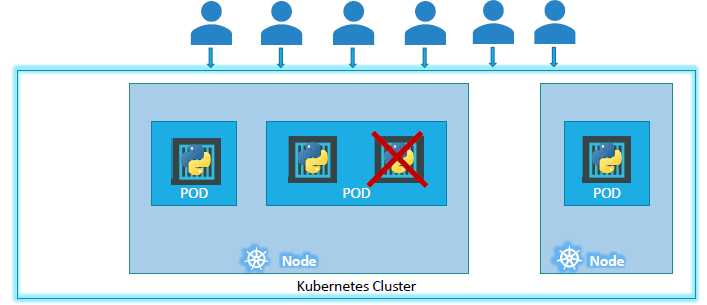 POD
POD
POD
Node
Node
Kubernetes Cluster